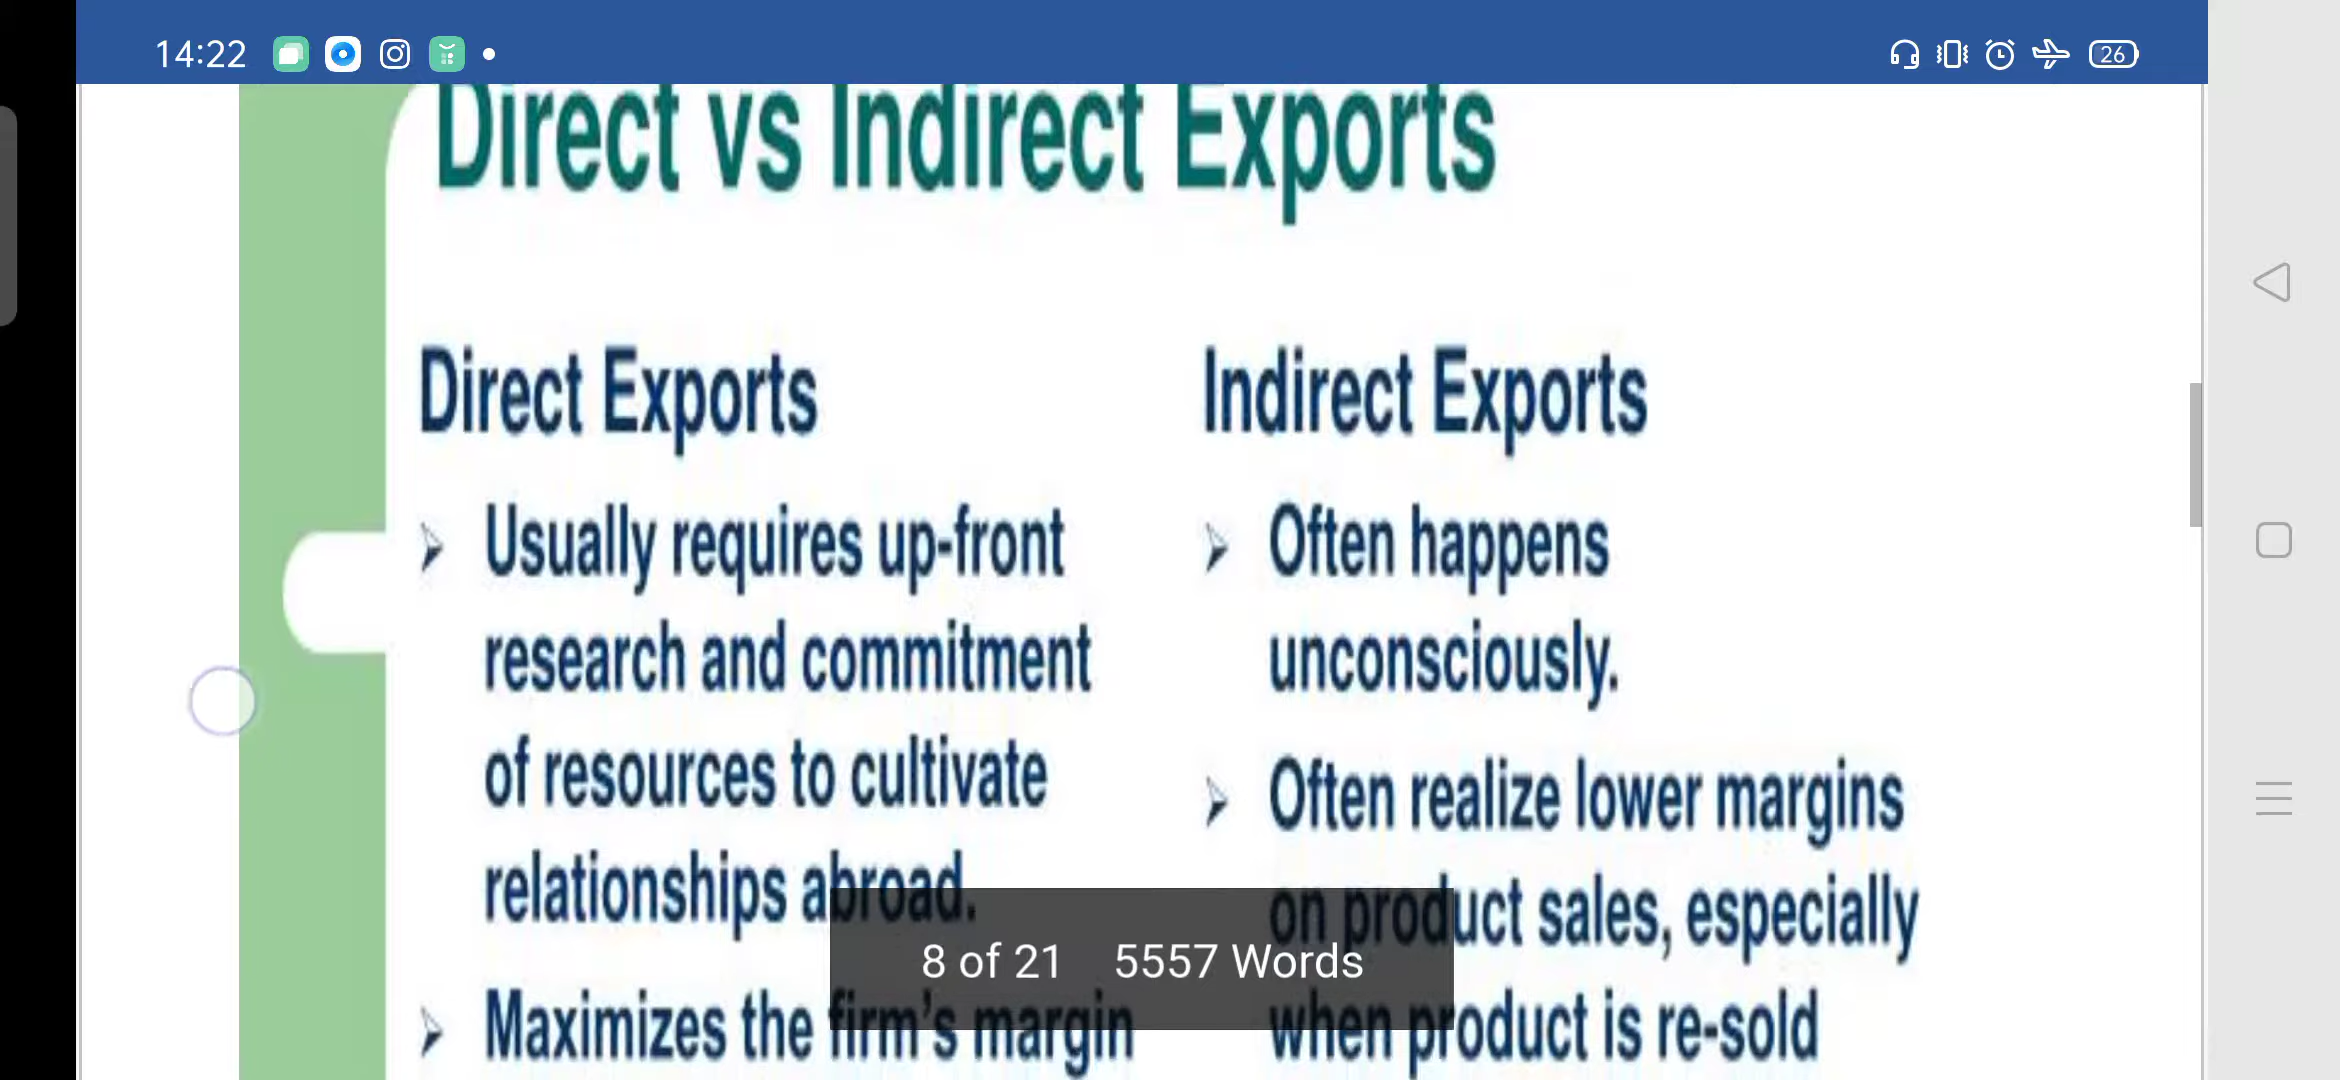 14:22
26
Direct vs Indirect Exports
Direct Exports
Usually requires up-front
research and commitment
of resources to cultivate
relationships abroad.
Maximizes the firm's margin
Indirect Exports
Often happens
unconsciously.
Often realize lower margins
on product sales, especially
when product is re-sold
8 of 21 5557 Words